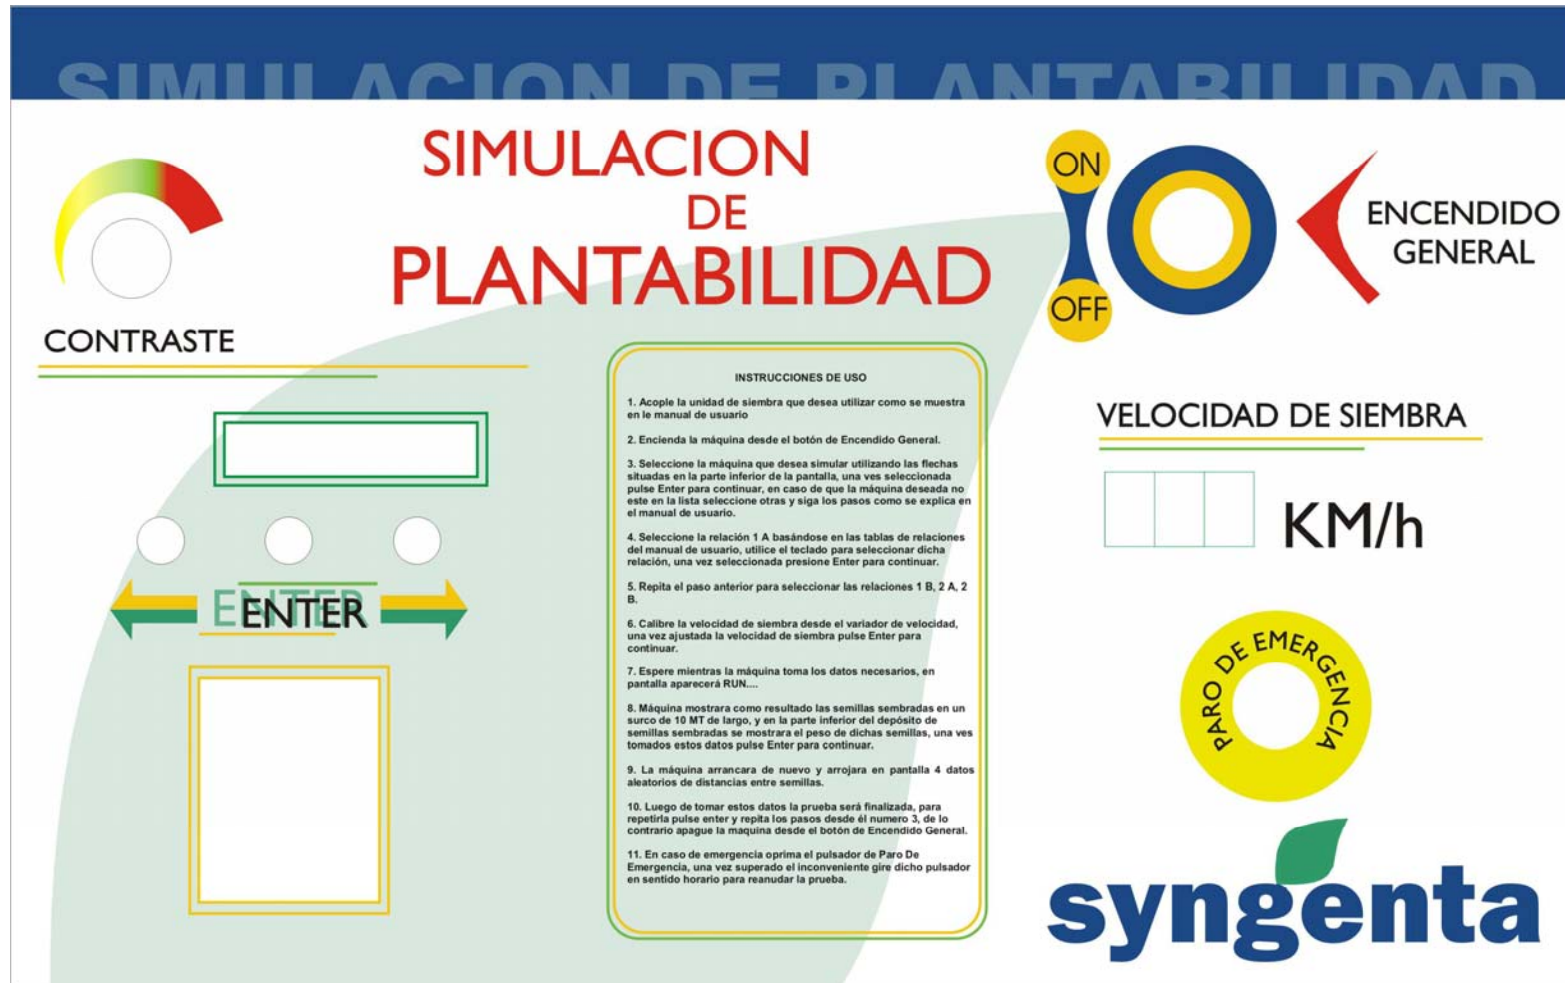 SIMULACION DE PLANTABILIDAD
SIMULACION
DE
PLANTABILIDAD
ON
OFF
ENCENDIDO
GENERAL
CONTRASTE
ENTER
ENTER
INSTRUCCIONES DE USO
1. Acople la unidad de siembra que desea utilizar como se muestra
en le manual de usuario
2. Encienda la máquina desde el botón de Encendido General.
3. Seleccione la máquina que desea simular utilizando las flechas
situadas en la parte inferior de la pantalla, una ves seleccionada
pulse Enter para continuar, en caso de que la máquina deseada no
este en la lista seleccione otras y siga los pasos como se explica en
el manual de usuario.
4. Seleccione la relación 1 A basándose en las tablas de relaciones
del manual de usuario, utilice el teclado para seleccionar dicha
relación, una vez seleccionada presione Enter para continuar.
5. Repita el paso anterior para seleccionar las relaciones 1 B, 2 A, 2
B.
6. Calibre la velocidad de siembra desde el variador de velocidad,
una vez ajustada la velocidad de siembra pulse Enter para
continuar.
7. Espere mientras la máquina toma los datos necesarios, en
pantalla aparecerá RUN....
8. Máquina mostrara como resultado las semillas sembradas en un
surco de 10 MT de largo, y en la parte inferior del depósito de
semillas sembradas se mostrara el peso de dichas semillas, una ves
tomados estos datos pulse Enter para continuar.
9. La máquina arrancara de nuevo y arrojara en pantalla 4 datos
aleatorios de distancias entre semillas.
10. Luego de tomar estos datos la prueba será finalizada, para
repetirla pulse enter y repita los pasos desde él numero 3, de lo
contrario apague la maquina desde el botón de Encendido General.
11. En caso de emergencia oprima el pulsador de Paro De
Emergencia, una vez superado el inconveniente gire dicho pulsador
en sentido horario para reanudar la prueba.
VELOCIDAD DE SIEMBRA
KM/h
PARO DE EMERGENCIA
syngenta